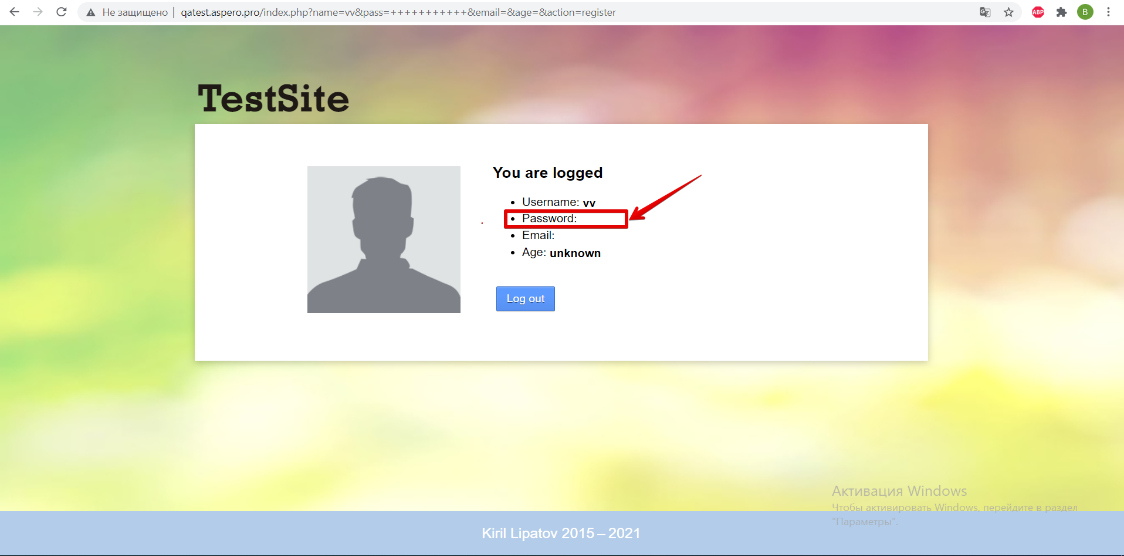 Не защищено | qatest.aspero.pro/index.php?name=vv&pass=+++++++++++&email=&age=&action=register
ABP
B
TestSite
You are logged
• Username: vv
• Password:
• Email:
• Age: unknown
Log out
Активация Windows
Чтобы активировать Windows, перейдите в раздел
"Параметры".
Kiril Lipatov 2015 – 2021